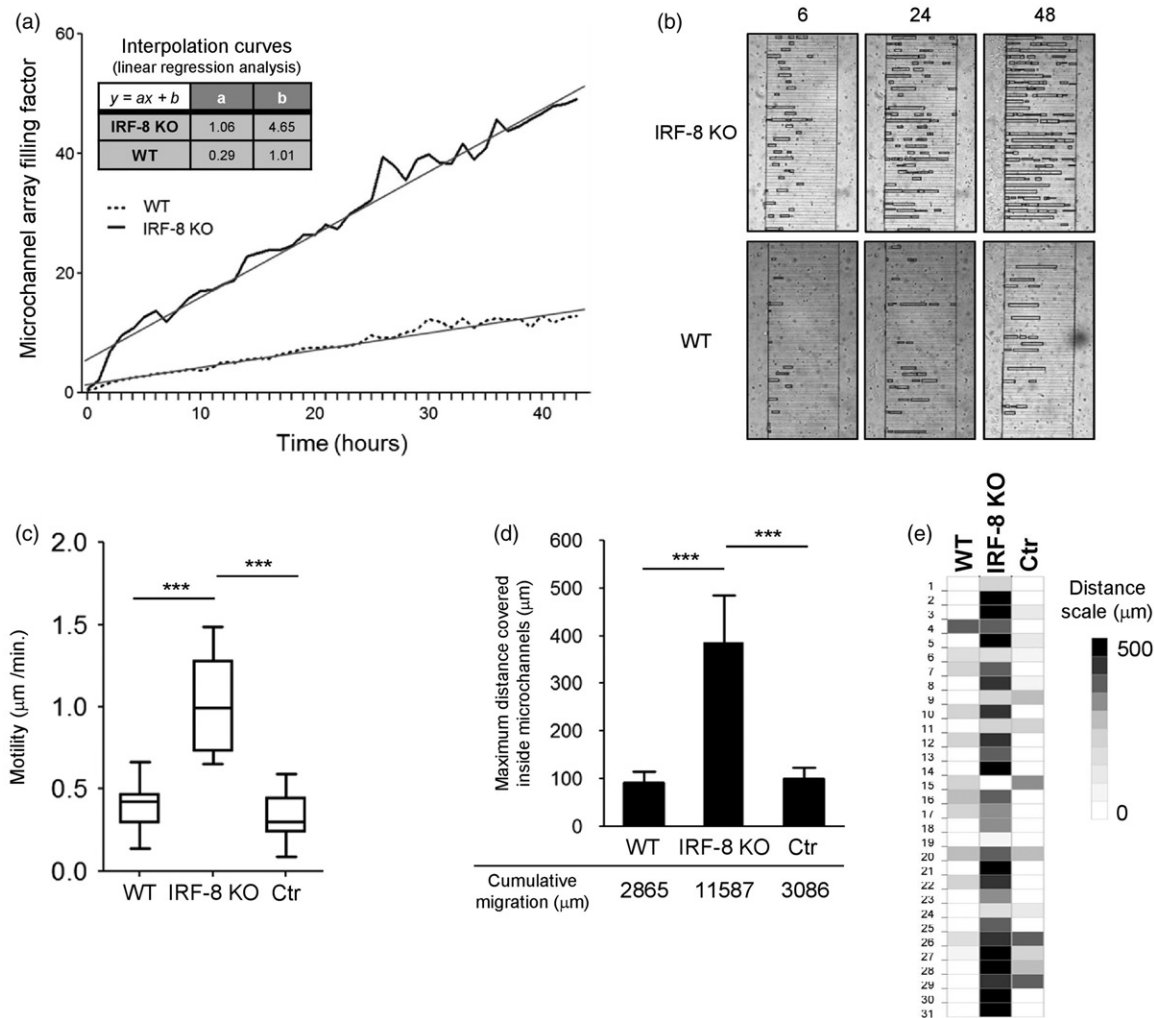 (a)
60
40
20
0
Microchannel array filling factor
Interpolation curves
(linear regression analysis)
y = ax + b a b
IRF-8 KO 1.06 4.65
WT 0.29 1.01
WT
IRF-8 KO
0 10 20 30 40
Time (hours)
(b)
6 24 48
IRF-8 KO
WT
(c)
2.0
1.5
1.0
0.5
0.0
Motility (μm /min.)
*** ***
WT IRF-8 KO Ctr
(d)
600
500
400
300
200
100
0
Maximum distance covered
inside microchannels (μm)
*** ***
WT IRF-8 KO Ctr
Cumulative
migration (μm)
2865 11587 3086
(e)
WT IRF-8 KO Ctr
1
2
3
4
5
6
7
8
9
10
11
12
13
14
15
16
17
18
19
20
21
22
23
24
25
26
27
28
29
30
31
Distance
scale (μm)
500
0